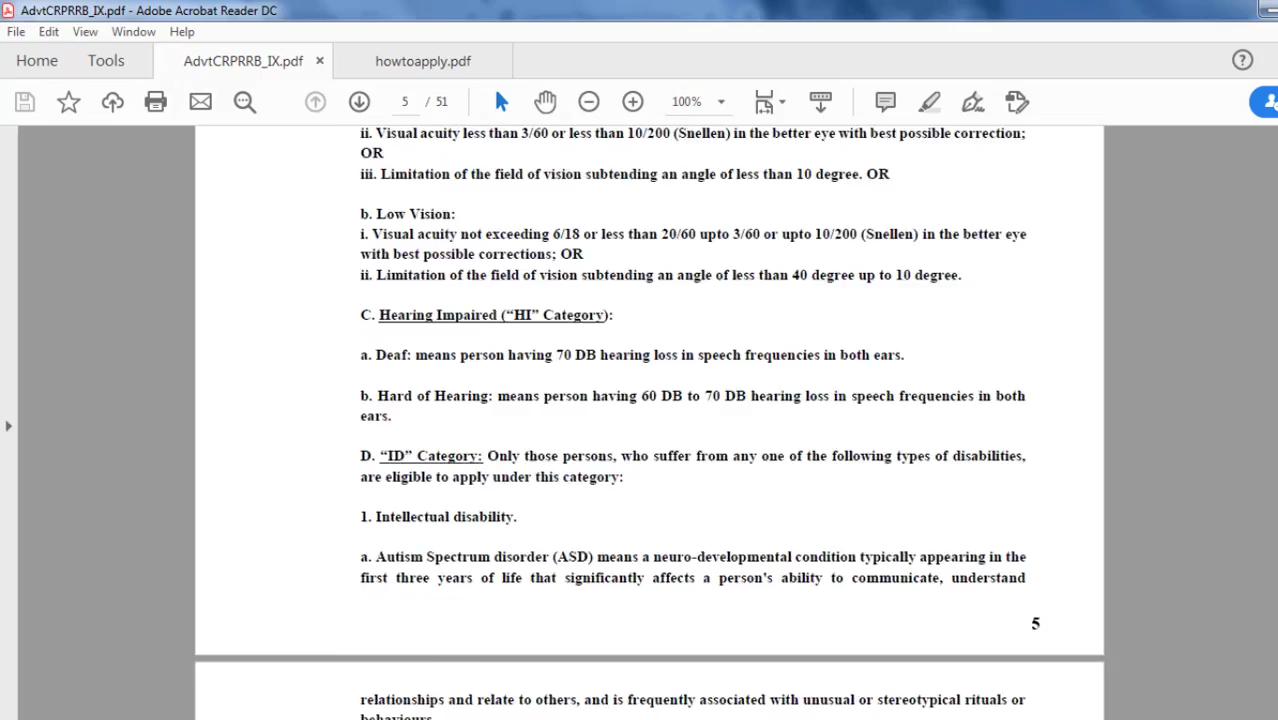 AdvtCRPRRB_IX.pdf - Adobe Acrobat Reader DC
File Edit View Window Help
Home Tools AdvtCRPRRB_IX.pdf × howtoapply.pdf
5 / 51 100%
ii. Visual acuity less than 3/60 or less than 10/200 (Snellen) in the better eye with best possible correction;
OR
iii. Limitation of the field of vision subtending an angle of less than 10 degree. OR
b. Low Vision:
i. Visual acuity not exceeding 6/18 or less than 20/60 upto 3/60 or upto 10/200 (Snellen) in the better eye
with best possible corrections; OR
ii. Limitation of the field of vision subtending an angle of less than 40 degree up to 10 degree.
C. Hearing Impaired (“HI” Category):
a. Deaf: means person having 70 DB hearing loss in speech frequencies in both ears.
b. Hard of Hearing: means person having 60 DB to 70 DB hearing loss in speech frequencies in both
ears.
D. “ID” Category: Only those persons, who suffer from any one of the following types of disabilities,
are eligible to apply under this category:
1. Intellectual disability.
a. Autism Spectrum disorder (ASD) means a neuro-developmental condition typically appearing in the
first three years of life that significantly affects a person's ability to communicate, understand
5
relationships and relate to others, and is frequently associated with unusual or stereotypical rituals or
behaviours.